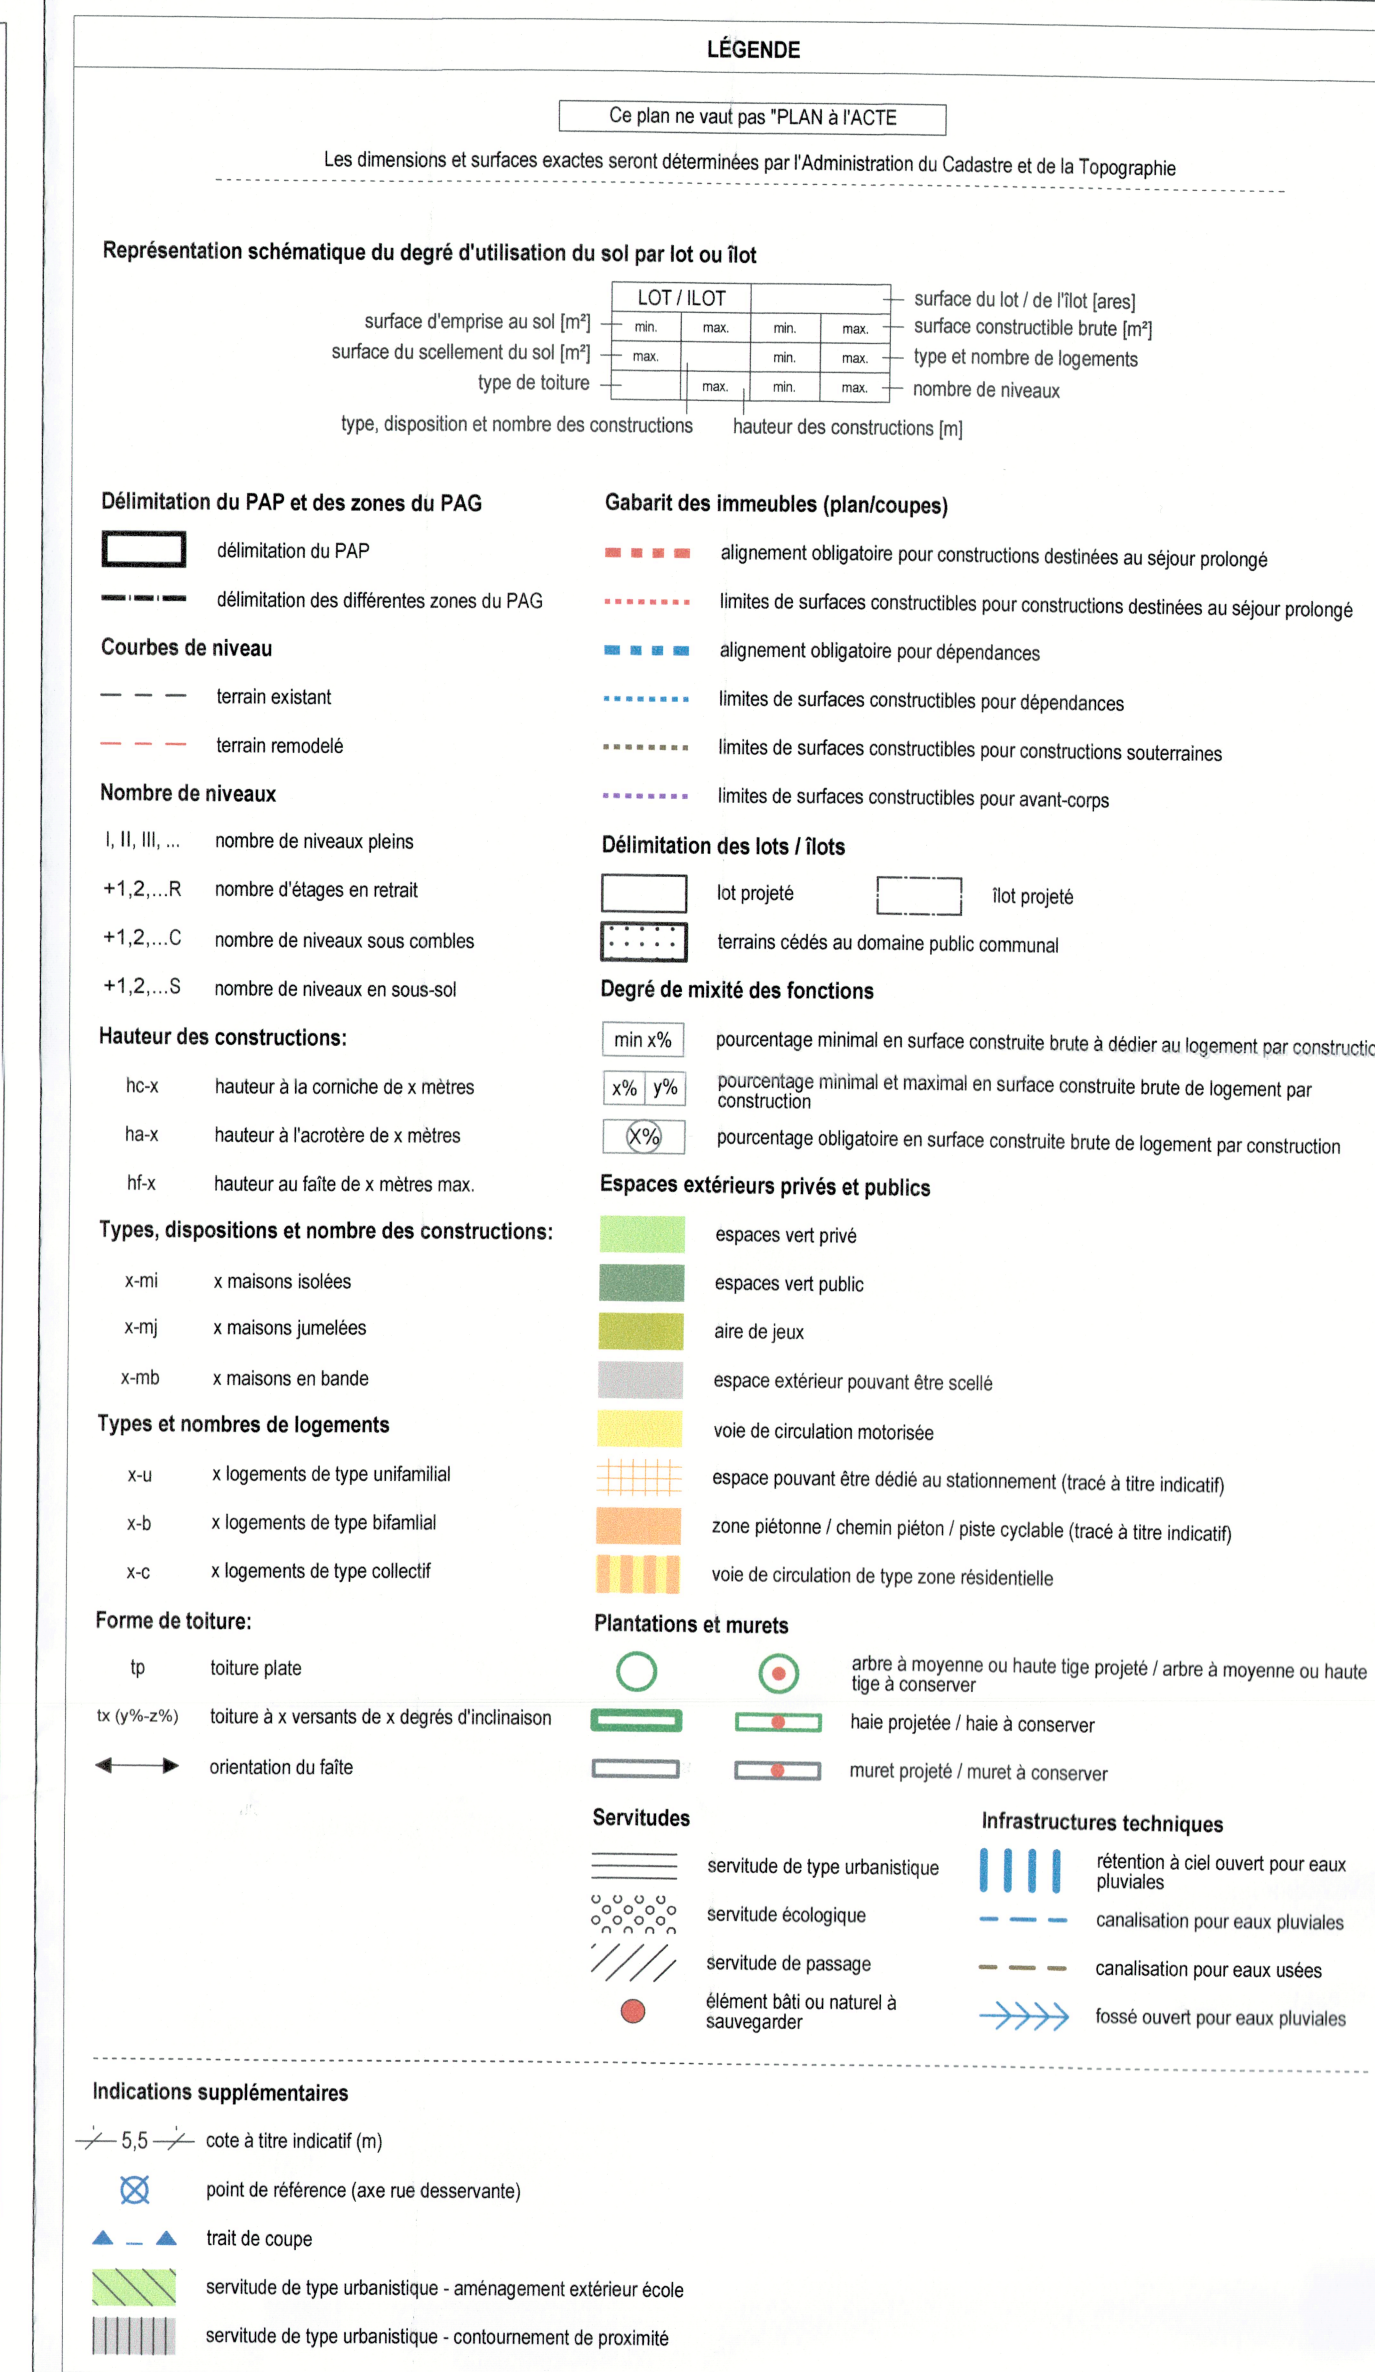 LÉGENDE
Ce plan ne vaut pas "PLAN à l'ACTE
Les dimensions et surfaces exactes seront déterminées par l'Administration du Cadastre et de la Topographie
Représentation schématique du degré d'utilisation du sol par lot ou îlot
LOT / ILOT
surface du lot / de l'îlot [ares]
surface d'emprise au sol [m²]
min. max. min. max.
surface constructible brute [m²]
surface du scellement du sol [m²]
max. min. max.
type et nombre de logements
type de toiture
max. min. max.
nombre de niveaux
type, disposition et nombre des constructions
hauteur des constructions [m]
Délimitation du PAP et des zones du PAG
délimitation du PAP
délimitation des différentes zones du PAG
Courbes de niveau
terrain existant
terrain remodelé
Nombre de niveaux
I, II, III, ... nombre de niveaux pleins
+1,2,...R nombre d'étages en retrait
+1,2,...C nombre de niveaux sous combles
+1,2,...S nombre de niveaux en sous-sol
Hauteur des constructions:
hc-x hauteur à la corniche de x mètres
ha-x hauteur à l'acrotère de x mètres
hf-x hauteur au faîte de x mètres max.
Types, dispositions et nombre des constructions:
x-mi x maisons isolées
x-mj x maisons jumelées
x-mb x maisons en bande
Types et nombres de logements
x-u x logements de type unifamilial
x-b x logements de type bifamlial
x-c x logements de type collectif
Forme de toiture:
tp toiture plate
tx (y%-z%) toiture à x versants de x degrés d'inclinaison
orientation du faîte
Gabarit des immeubles (plan/coupes)
alignement obligatoire pour constructions destinées au séjour prolongé
limites de surfaces constructibles pour constructions destinées au séjour prolongé
alignement obligatoire pour dépendances
limites de surfaces constructibles pour dépendances
limites de surfaces constructibles pour constructions souterraines
limites de surfaces constructibles pour avant-corps
Délimitation des lots / îlots
lot projeté îlot projeté
terrains cédés au domaine public communal
Degré de mixité des fonctions
min x% pourcentage minimal en surface construite brute à dédier au logement par constructio
x% y% pourcentage minimal et maximal en surface construite brute de logement par
construction
X% pourcentage obligatoire en surface construite brute de logement par construction
Espaces extérieurs privés et publics
espaces vert privé
espaces vert public
aire de jeux
espace extérieur pouvant être scellé
voie de circulation motorisée
espace pouvant être dédié au stationnement (tracé à titre indicatif)
zone piétonne / chemin piéton / piste cyclable (tracé à titre indicatif)
voie de circulation de type zone résidentielle
Plantations et murets
arbre à moyenne ou haute tige projeté / arbre à moyenne ou haute
tige à conserver
haie projetée / haie à conserver
muret projeté / muret à conserver
Servitudes
servitude de type urbanistique
servitude écologique
servitude de passage
élément bâti ou naturel à
sauvegarder
Infrastructures techniques
rétention à ciel ouvert pour eaux
pluviales
canalisation pour eaux pluviales
canalisation pour eaux usées
fossé ouvert pour eaux pluviales
Indications supplémentaires
5,5 cote à titre indicatif (m)
point de référence (axe rue desservante)
trait de coupe
servitude de type urbanistique - aménagement extérieur école
servitude de type urbanistique - contournement de proximité